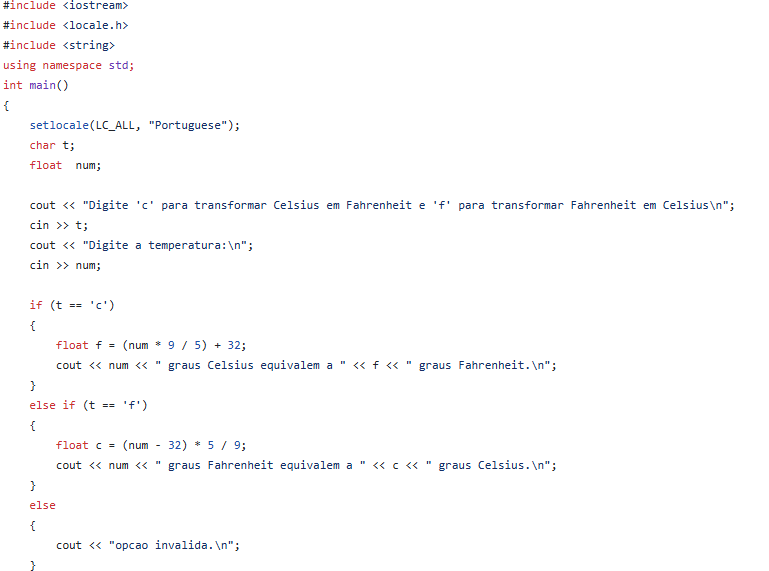 #include <iostream>
#include <locale.h>
#include <string>
using namespace std;
int main()
{
    setlocale(LC_ALL, "Portuguese");
    char t;
    float  num;

    cout << "Digite 'c' para transformar Celsius em Fahrenheit e 'f' para transformar Fahrenheit em Celsius\n";
    cin >> t;
    cout << "Digite a temperatura:\n";
    cin >> num;

    if (t == 'c')
    {
        float f = (num * 9 / 5) + 32;
        cout << num << " graus Celsius equivalem a " << f << " graus Fahrenheit.\n";
    }
    else if (t == 'f')
    {
        float c = (num - 32) * 5 / 9;
        cout << num << " graus Fahrenheit equivalem a " << c << " graus Celsius.\n";
    }
    else
    {
        cout << "opcao invalida.\n";
    }